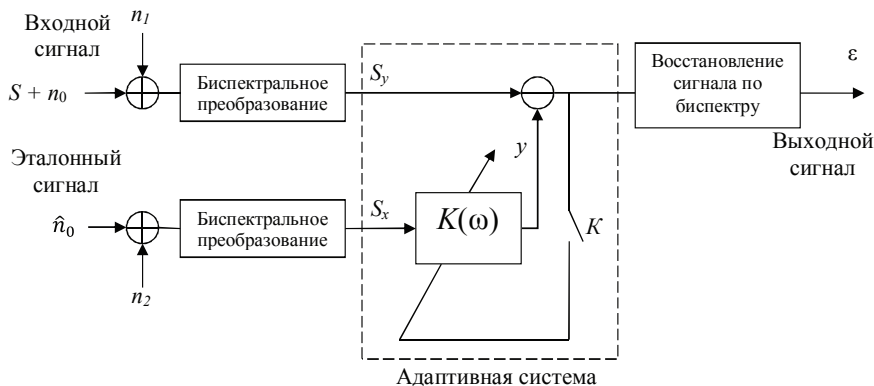 Входной
сигнал
n1
S + n0
Биспектральное
преобразование
Sy
Восстановление
сигнала по
биспектру
ε
Выходной
сигнал
y
Эталонный
сигнал
n̂0
Биспектральное
преобразование
Sx
K(ω)
К
n2
Адаптивная система